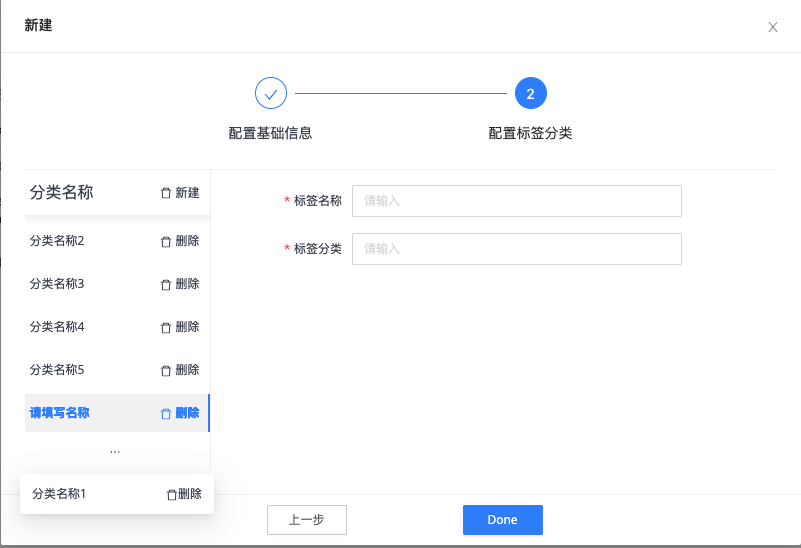 新建
2
配置基础信息
配置标签分类
分类名称 新建
* 标签名称 请输入
分类名称2 删除
* 标签分类 请输入
分类名称3 删除
分类名称4 删除
分类名称5 删除
请填写名称 删除
...
分类名称1 删除
上一步
Done